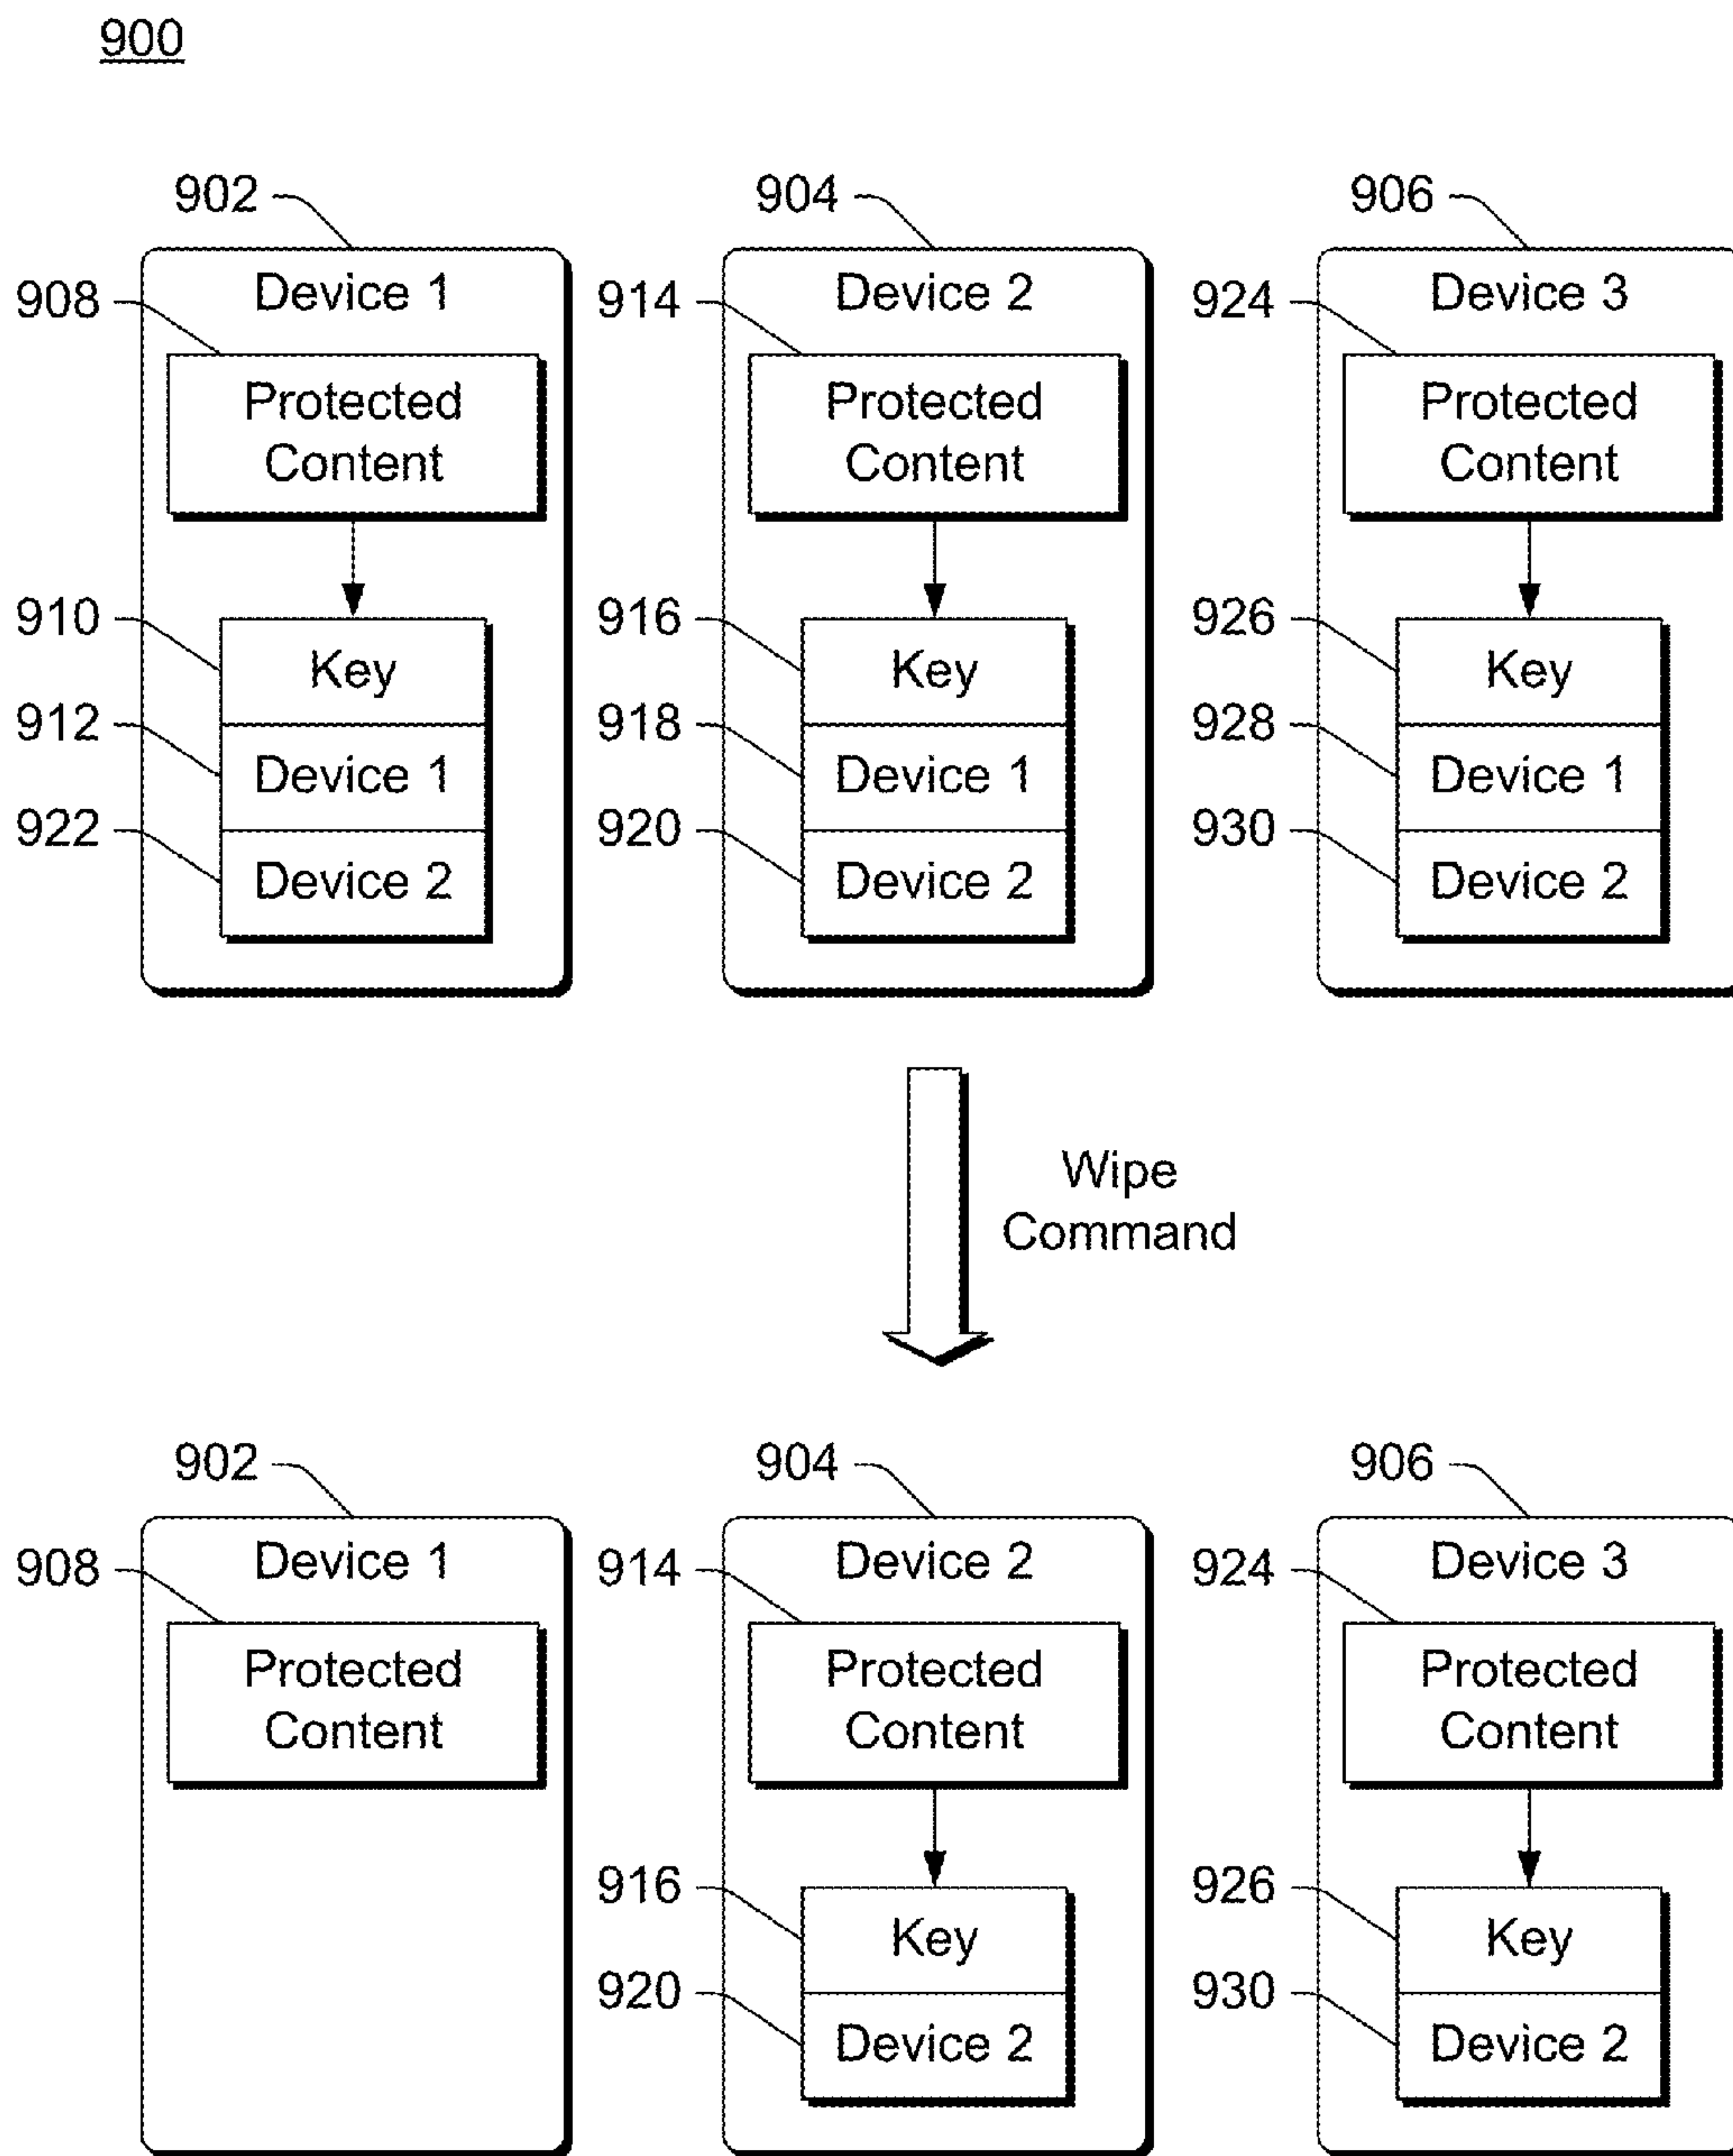 900
902
904
906
908
Device 1
914
Device 2
924
Device 3
Protected
Content
Protected
Content
Protected
Content
910
Key
916
Key
926
Key
912
Device 1
918
Device 1
928
Device 1
922
Device 2
920
Device 2
930
Device 2
Wipe
Command
902
904
906
908
Device 1
914
Device 2
924
Device 3
Protected
Content
Protected
Content
Protected
Content
916
Key
926
Key
920
Device 2
930
Device 2